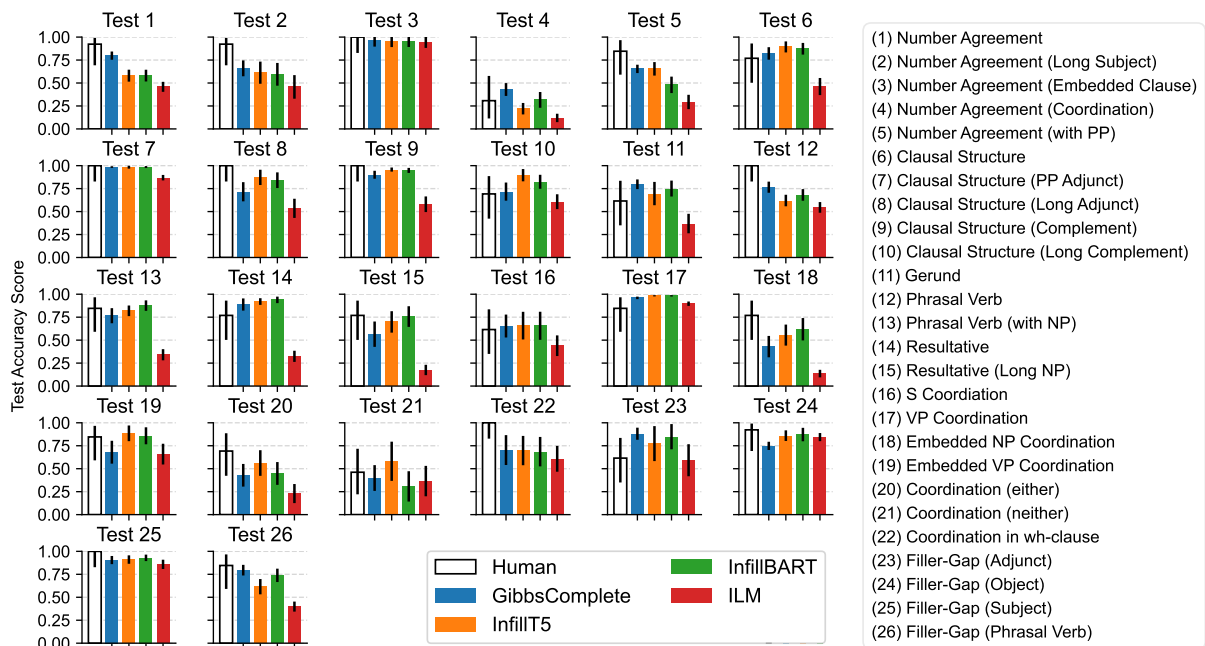 Test 1 Test 2 Test 3 Test 4 Test 5 Test 6
1.00
0.75
0.50
0.25
0.00
Test 7 Test 8 Test 9 Test 10 Test 11 Test 12
1.00
0.75
0.50
0.25
0.00
Test 13 Test 14 Test 15 Test 16 Test 17 Test 18
1.00
0.75
0.50
0.25
0.00
Test 19 Test 20 Test 21 Test 22 Test 23 Test 24
1.00
0.75
0.50
0.25
0.00
Test 25 Test 26
1.00
0.75
0.50
0.25
0.00
Test Accuracy Score
Human
GibbsComplete
InfillT5
InfillBART
ILM
(1) Number Agreement
(2) Number Agreement (Long Subject)
(3) Number Agreement (Embedded Clause)
(4) Number Agreement (Coordination)
(5) Number Agreement (with PP)
(6) Clausal Structure
(7) Clausal Structure (PP Adjunct)
(8) Clausal Structure (Long Adjunct)
(9) Clausal Structure (Complement)
(10) Clausal Structure (Long Complement)
(11) Gerund
(12) Phrasal Verb
(13) Phrasal Verb (with NP)
(14) Resultative
(15) Resultative (Long NP)
(16) S Coordiation
(17) VP Coordination
(18) Embedded NP Coordination
(19) Embedded VP Coordination
(20) Coordination (either)
(21) Coordination (neither)
(22) Coordination in wh-clause
(23) Filler-Gap (Adjunct)
(24) Filler-Gap (Object)
(25) Filler-Gap (Subject)
(26) Filler-Gap (Phrasal Verb)